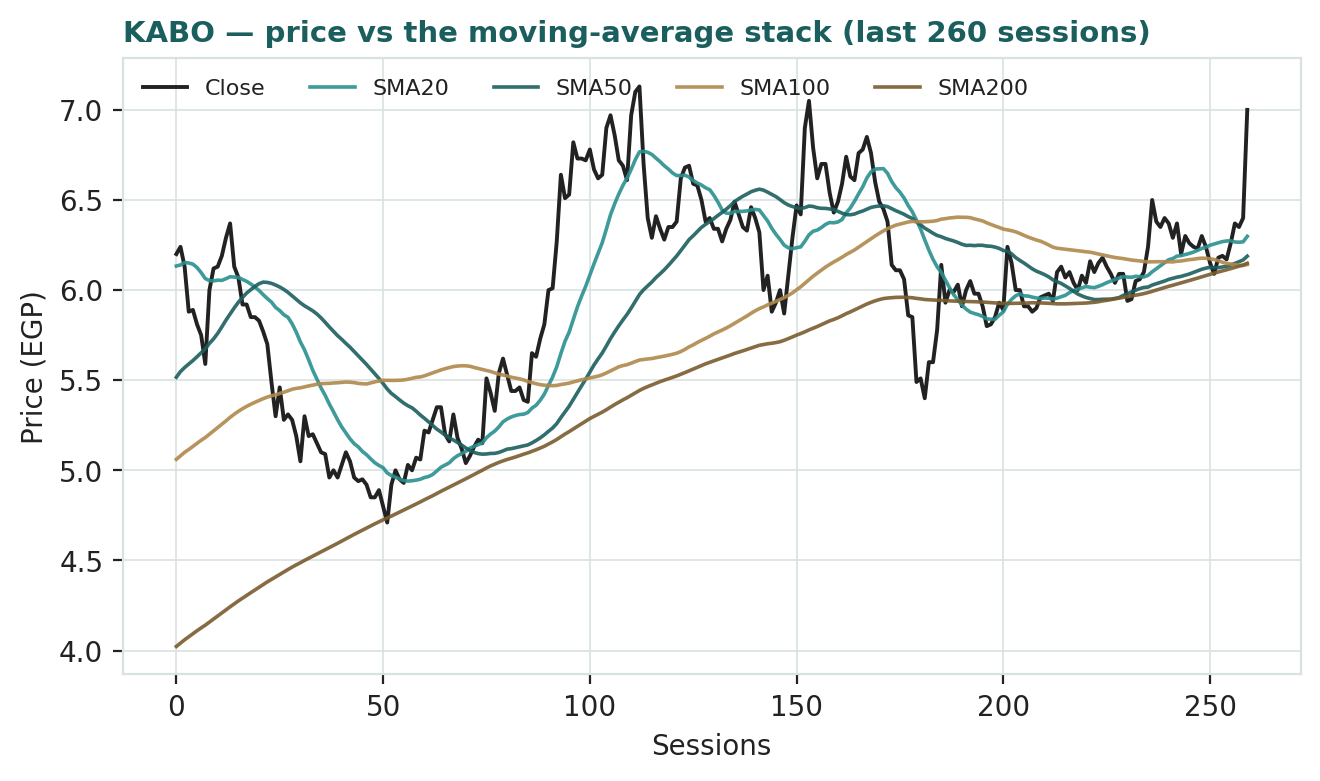 KABO — price vs the moving-average stack (last 260 sessions)
Close SMA20 SMA50 SMA100 SMA200
Price (EGP)
7.0
6.5
6.0
5.5
5.0
4.5
4.0
0 50 100 150 200 250
Sessions